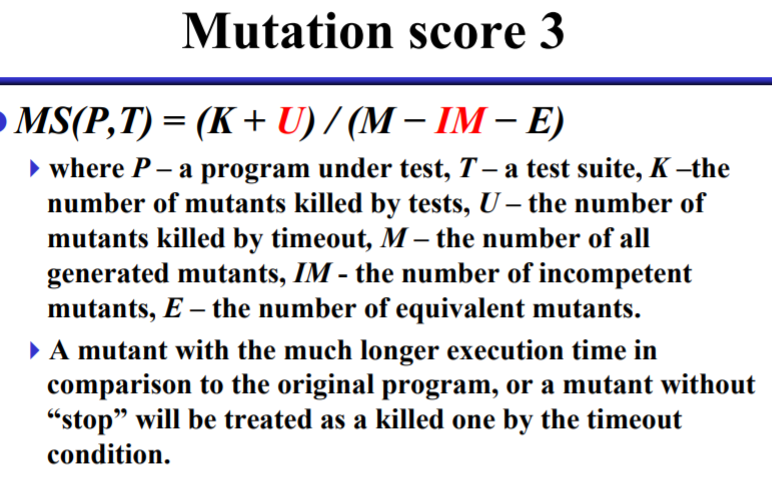 Mutation score 3
MS(P,T) = (K + U) / (M – IM – E)
where P – a program under test, T – a test suite, K –the
number of mutants killed by tests, U – the number of
mutants killed by timeout, M – the number of all
generated mutants, IM - the number of incompetent
mutants, E – the number of equivalent mutants.
A mutant with the much longer execution time in
comparison to the original program, or a mutant without
“stop” will be treated as a killed one by the timeout
condition.